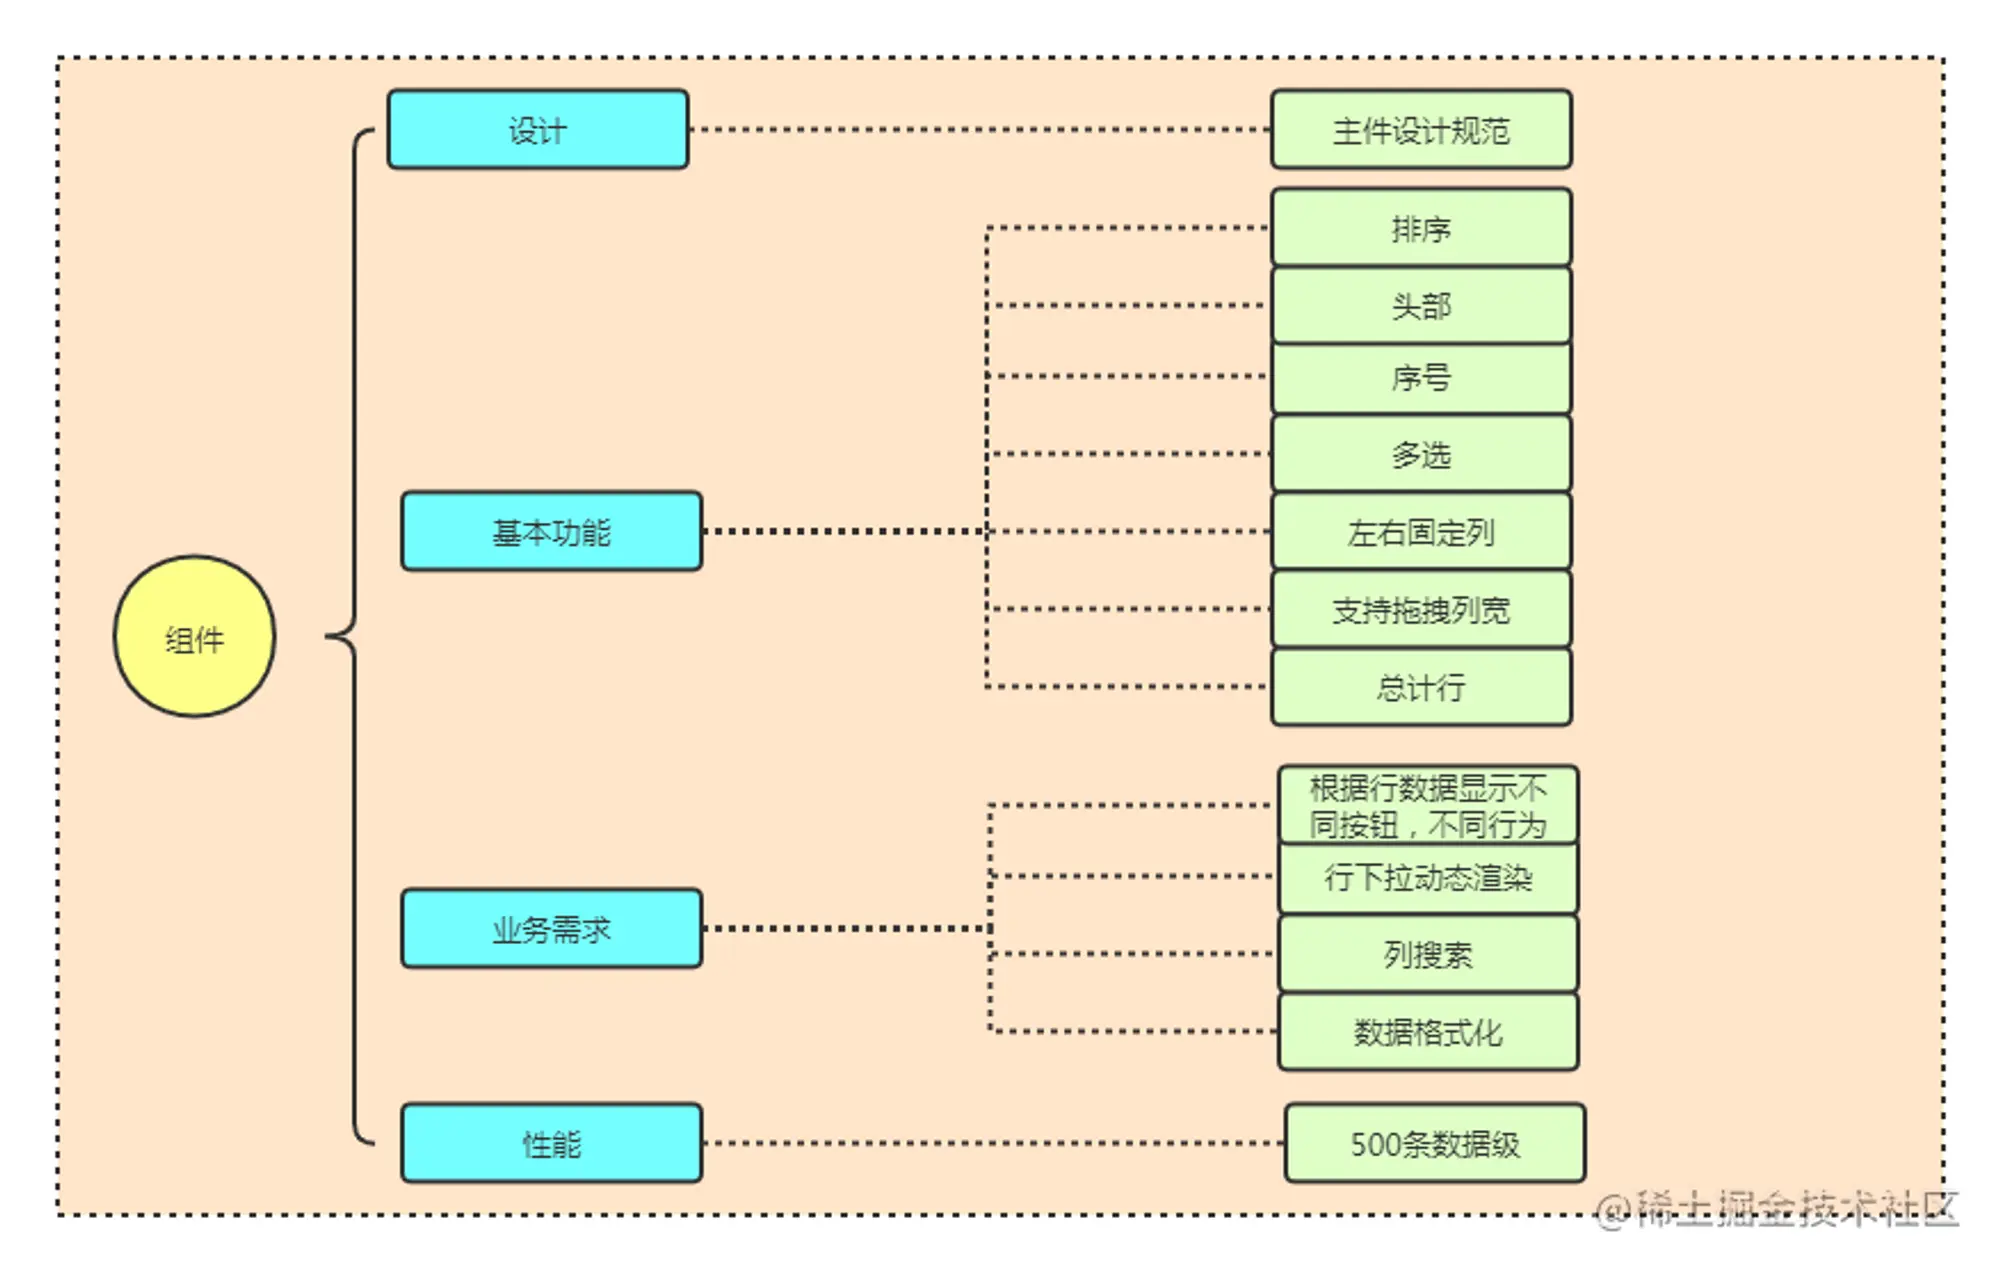 设计
主件设计规范
排序
头部
序号
多选
基本功能
左右固定列
支持拖拽列宽
组件
总计行
根据行数据显示不
同按钮，不同行为
行下拉动态渲染
业务需求
列搜索
数据格式化
性能
500条数据级
@稀土掘金技术社区